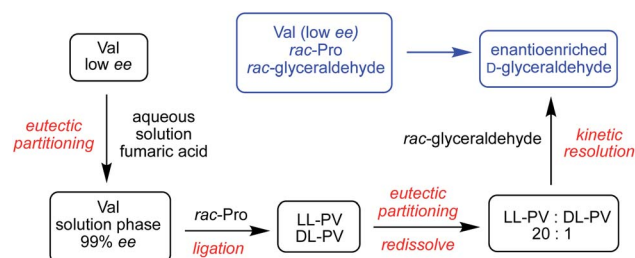 Val
low ee
Val (low ee)
rac-Pro
rac-glyceraldehyde
enantioenriched
D-glyceraldehyde
eutectic
partitioning
aqueous
solution
fumaric acid
rac-glyceraldehyde
kinetic
resolution
Val
solution phase
99% ee
rac-Pro
ligation
LL-PV
DL-PV
eutectic
partitioning
redissolve
LL-PV : DL-PV
20 : 1